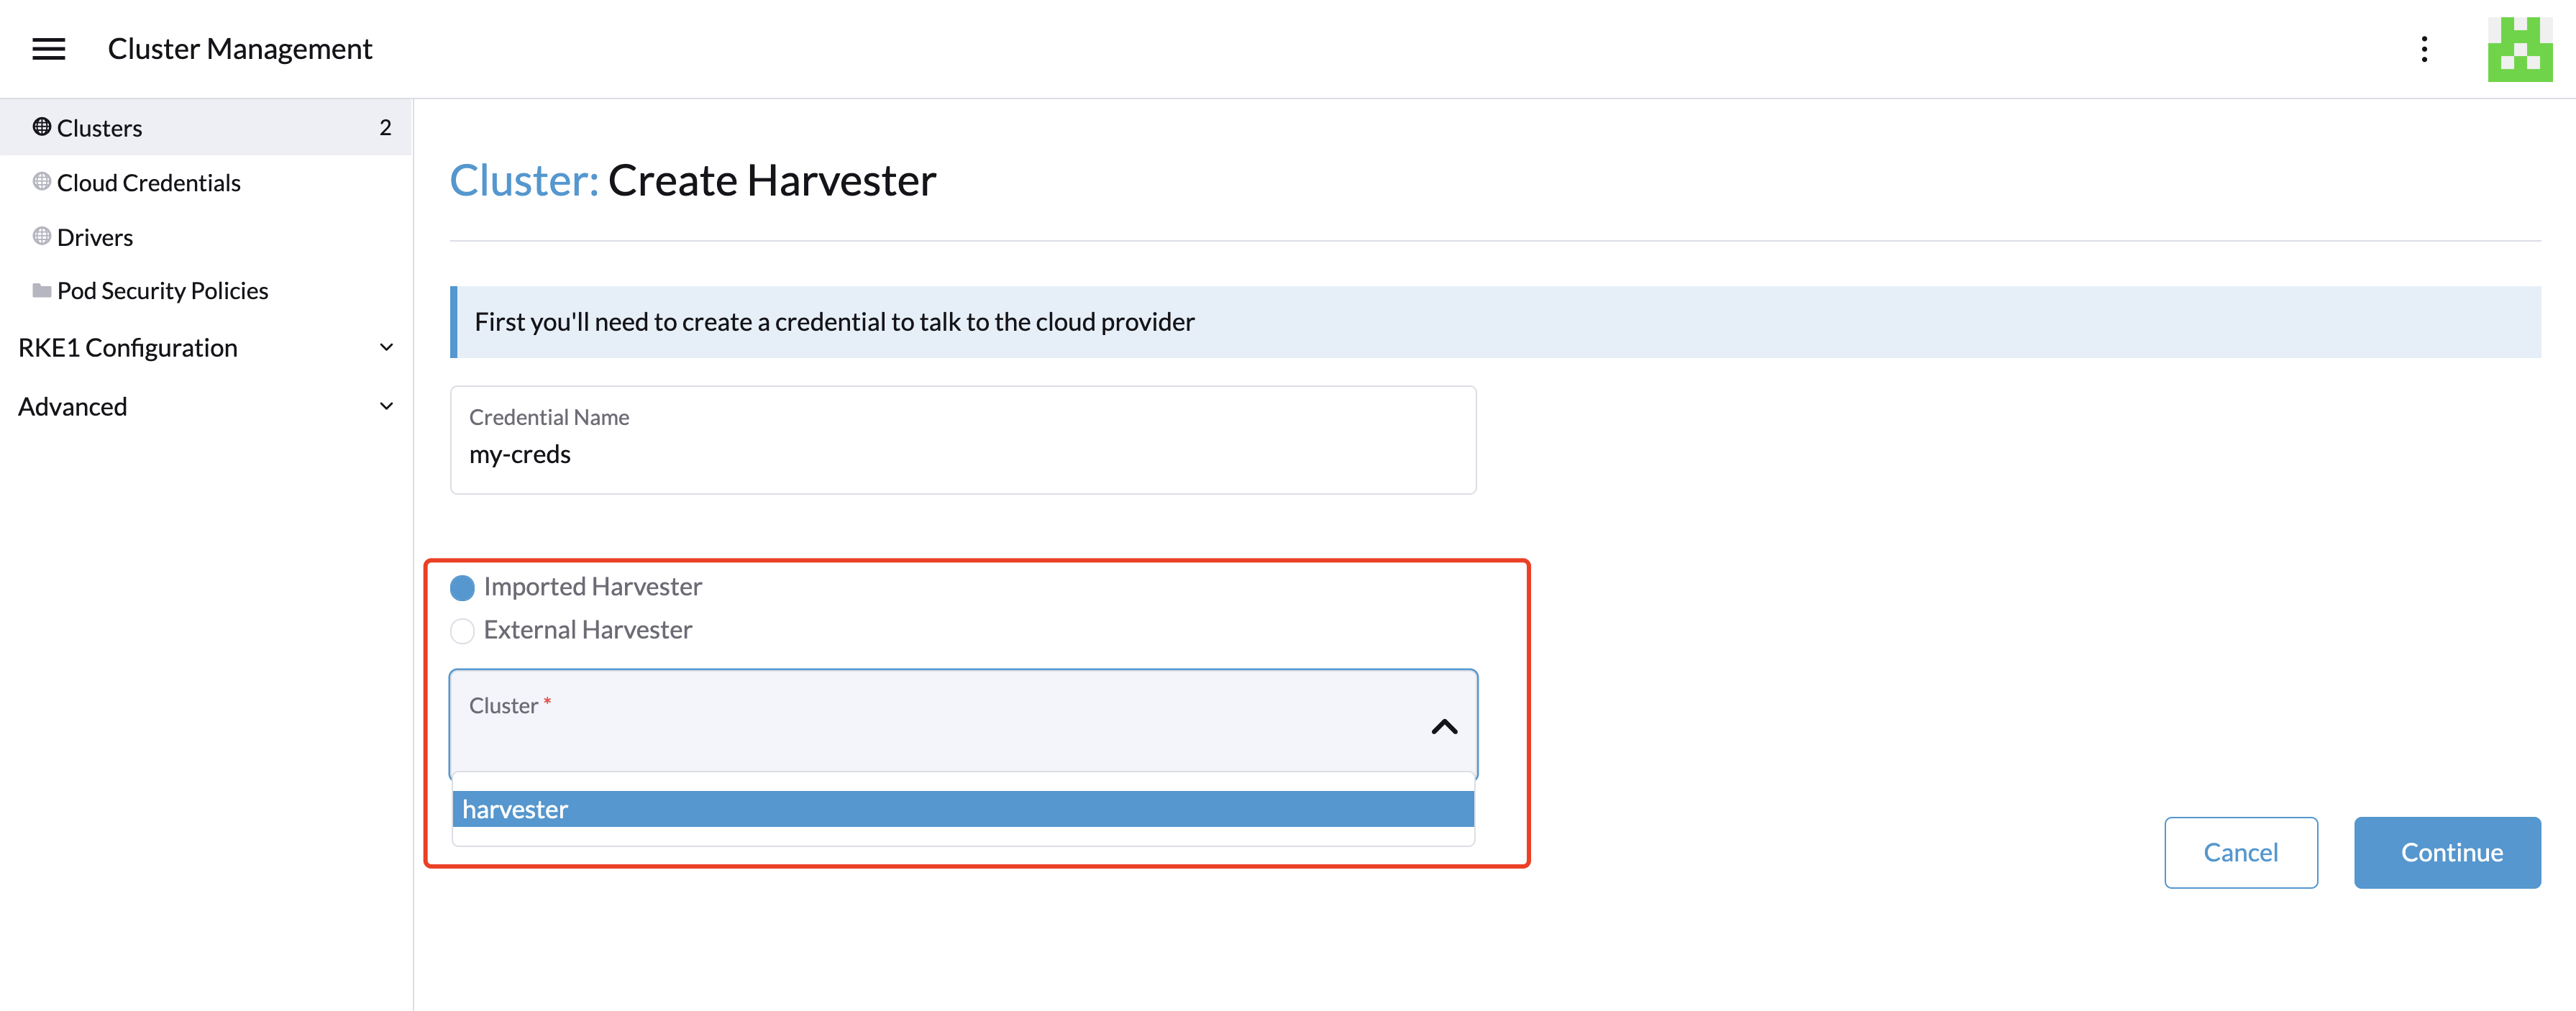 Cluster Management
Clusters 2
Cloud Credentials
Drivers
Pod Security Policies
RKE1 Configuration
Advanced
Cluster: Create Harvester
First you'll need to create a credential to talk to the cloud provider
Credential Name
my-creds
Imported Harvester
External Harvester
Cluster *
harvester
Cancel
Continue